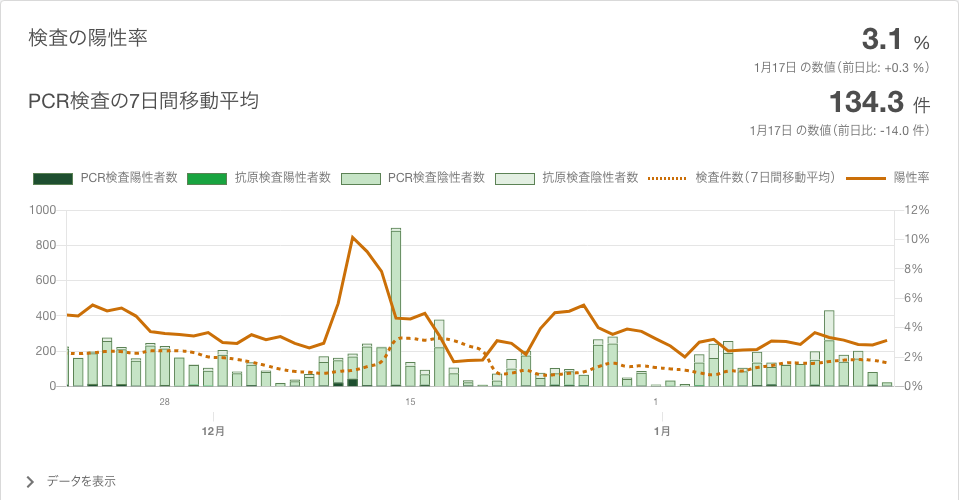 検査の陽性率
3.1 %
1月17日 の数値（前日比: +0.3 %）
PCR検査の7日間移動平均
134.3 件
1月17日 の数値（前日比: -14.0 件）
PCR検査陽性者数 抗原検査陽性者数 PCR検査陰性者数 抗原検査陰性者数 検査件数（7日間移動平均） 陽性率
1000 12%
10%
800
8%
600
6%
400
4%
200 2%
0 0%
28 15 1
12月 1月
データを表示